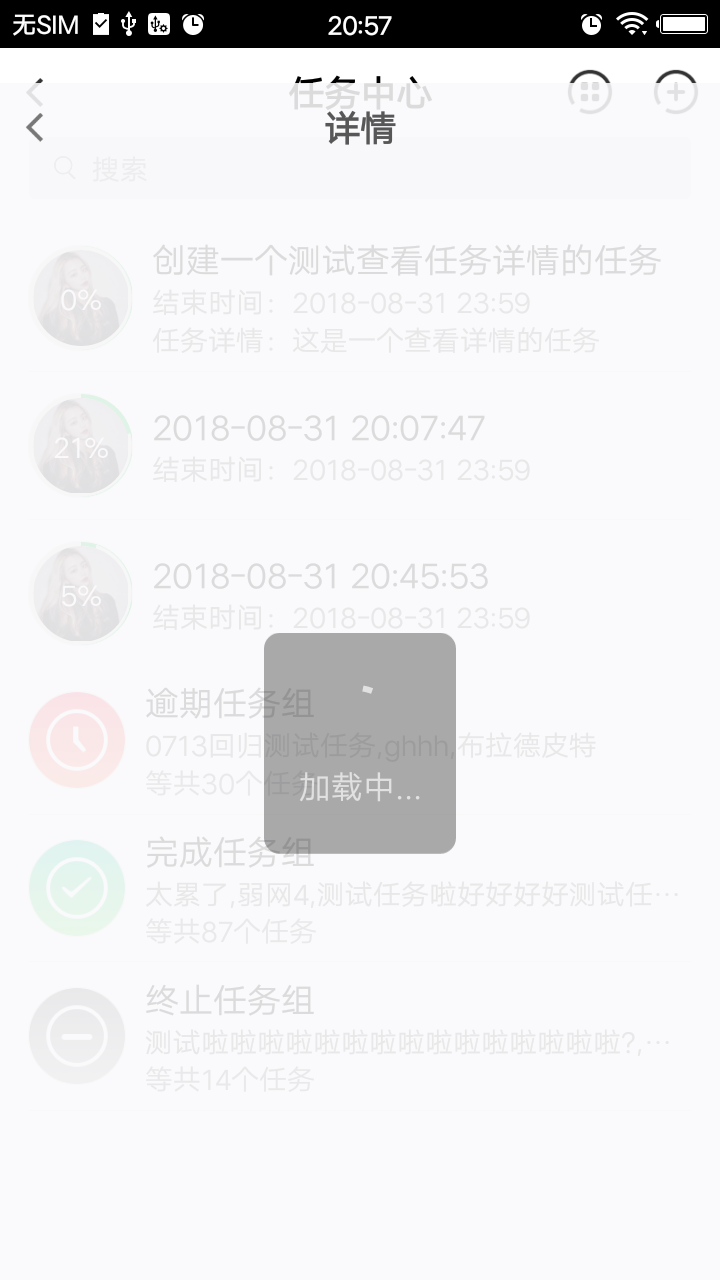 无SIM 20:57
任务中心
详情
搜索
创建一个测试查看任务详情的任务
0%
结束时间：2018-08-31 23:59
任务详情：这是一个查看详情的任务
2018-08-31 20:07:47
21%
结束时间：2018-08-31 23:59
2018-08-31 20:45:53
5%
结束时间：2018-08-31 23:59
逾期任务组
0713回归测试任务,ghhh,布拉德皮特
等共30个任务
加载中...
完成任务组
太累了,弱网4,测试任务啦好好好好测试任…
等共87个任务
终止任务组
测试啦啦啦啦啦啦啦啦啦啦啦啦啦啦啦?,…
等共14个任务